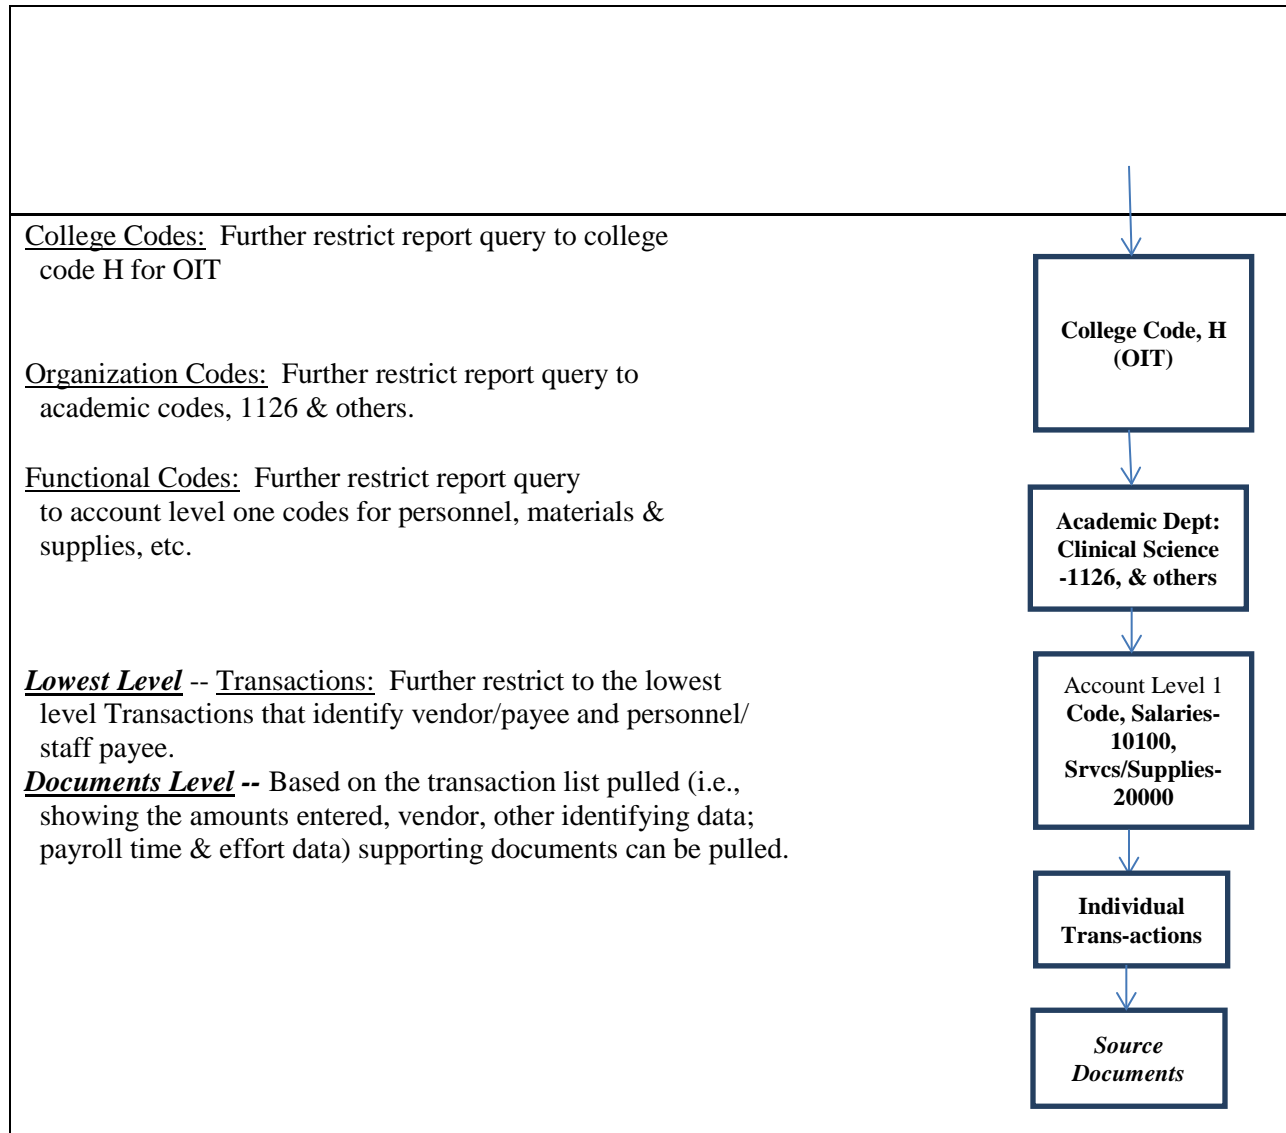 College Codes:  Further restrict report query to college
code H for OIT
Organization Codes:  Further restrict report query to
academic codes, 1126 & others.
Functional Codes:  Further restrict report query
to account level one codes for personnel, materials &
supplies, etc.
Lowest Level -- Transactions:  Further restrict to the lowest
level Transactions that identify vendor/payee and personnel/
staff payee.
Documents Level -- Based on the transaction list pulled (i.e.,
showing the amounts entered, vendor, other identifying data;
payroll time & effort data) supporting documents can be pulled.
College Code, H
(OIT)
Academic Dept:
Clinical Science
-1126, & others
Account Level 1
Code, Salaries-
10100,
Srvcs/Supplies-
20000
Individual
Trans-actions
Source
Documents